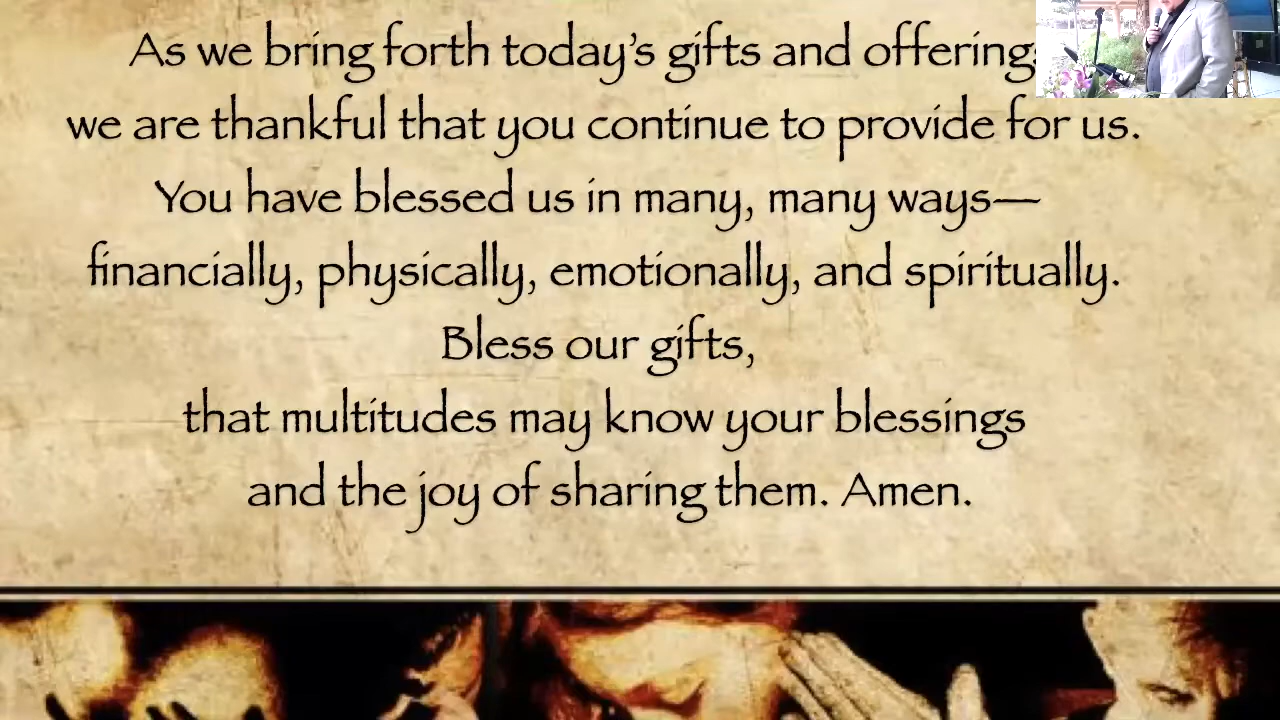 As we bring forth today's gifts and offerings
we are thankful that you continue to provide for us.
You have blessed us in many, many ways—
financially, physically, emotionally, and spiritually.
Bless our gifts,
that multitudes may know your blessings
and the joy of sharing them. Amen.